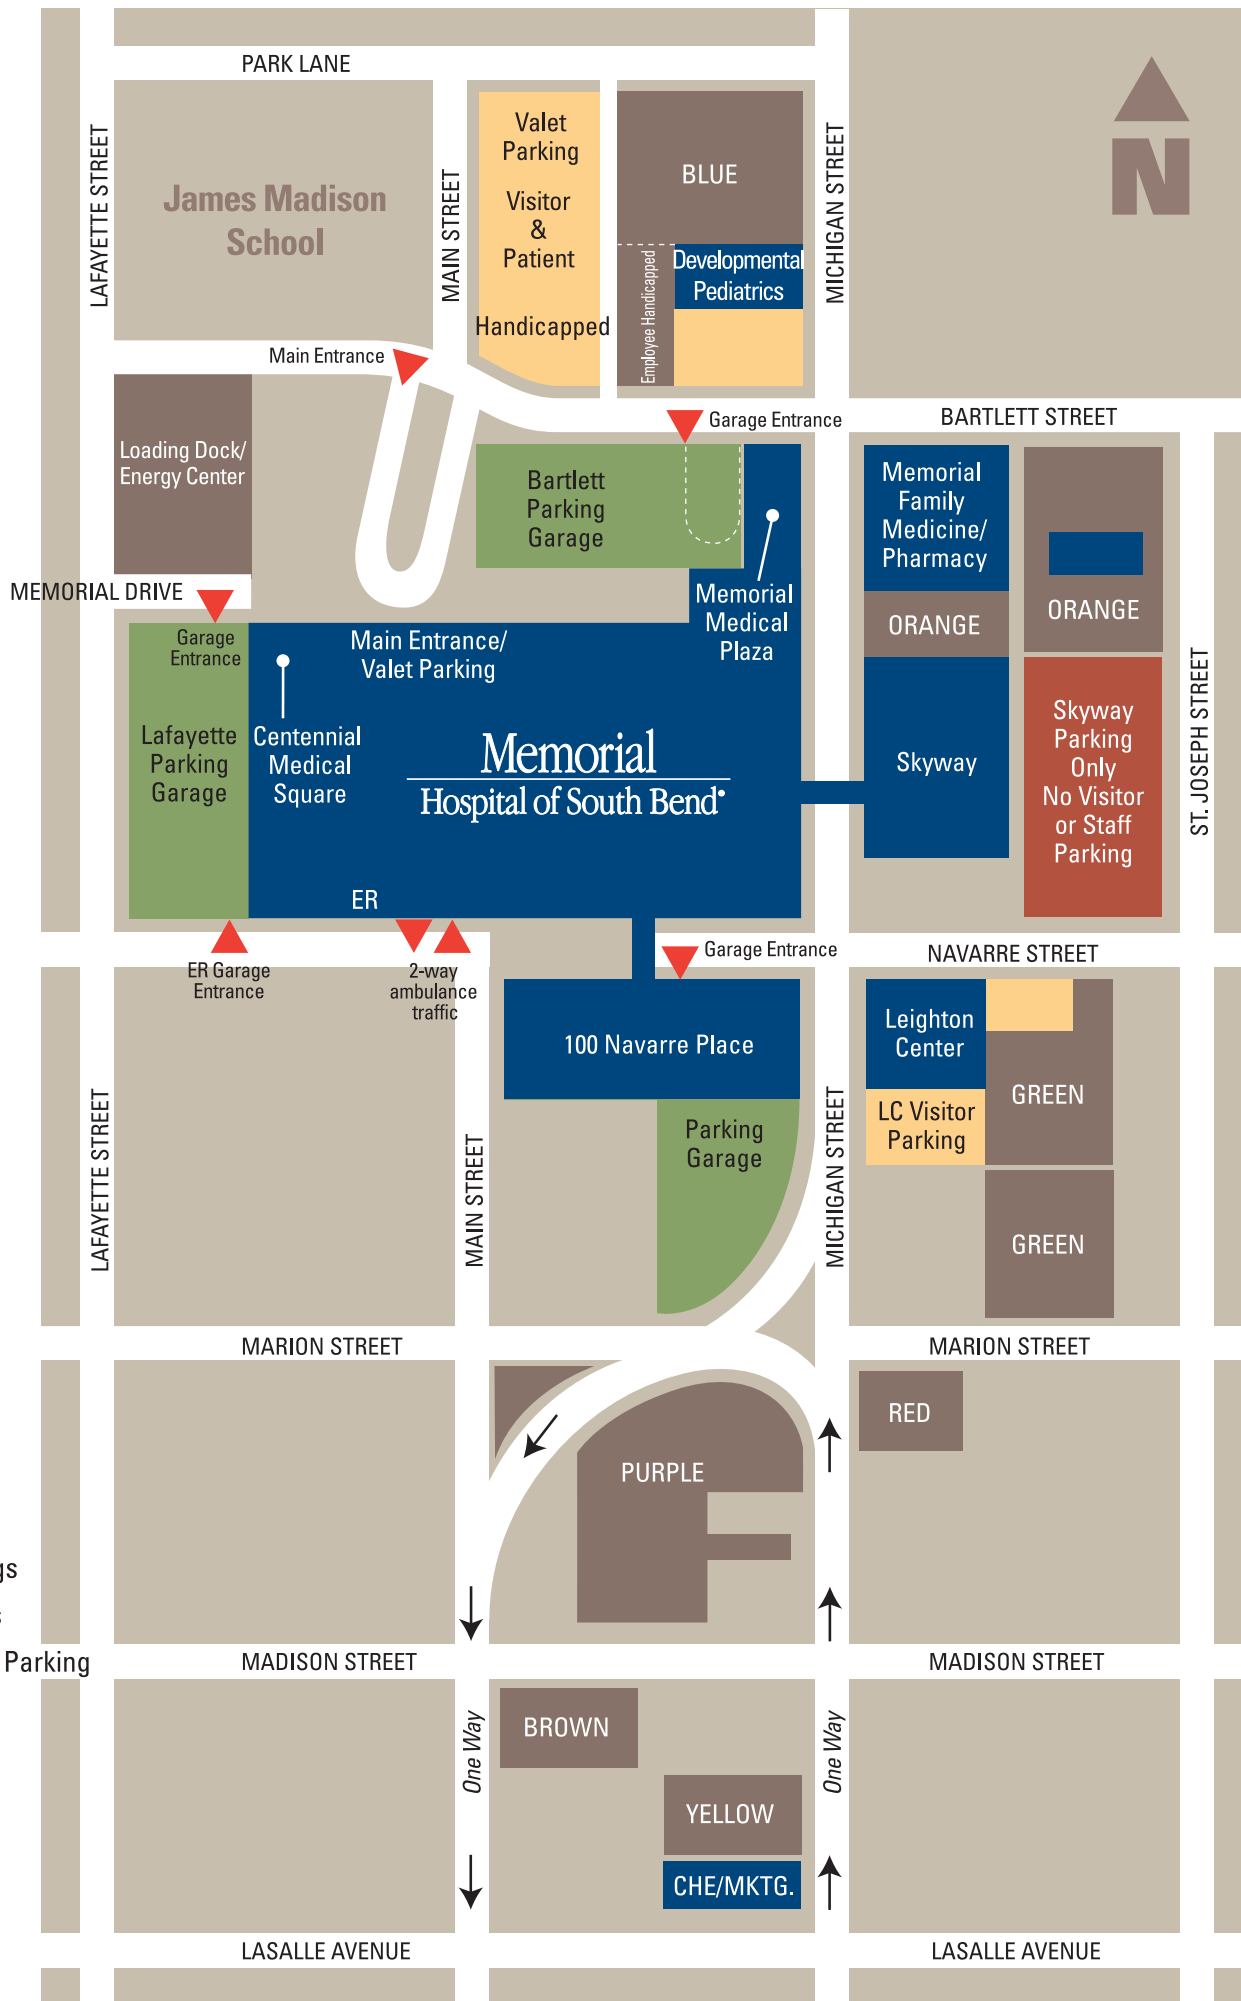 PARK LANE
LAFAYETTE STREET
James Madison
School
MAIN STREET
Valet
Parking
Visitor
&
Patient
Handicapped
BLUE
Employee Handicapped
Developmental
Pediatrics
MICHIGAN STREET
N
Main Entrance
Garage Entrance
BARTLETT STREET
Loading Dock/
Energy Center
Bartlett
Parking
Garage
Memorial
Family
Medicine/
Pharmacy
ORANGE
ORANGE
MEMORIAL DRIVE
Garage
Entrance
Main Entrance/
Valet Parking
Memorial
Medical
Plaza
Lafayette
Parking
Garage
Centennial
Medical
Square
Memorial
Hospital of South Bend
Skyway
Skyway
Parking
Only
No Visitor
or Staff
Parking
ST. JOSEPH STREET
ER
ER Garage
Entrance
2-way
ambulance
traffic
Garage Entrance
NAVARRE STREET
100 Navarre Place
Leighton
Center
LC Visitor
Parking
GREEN
GREEN
Parking
Garage
LAFAYETTE STREET
MAIN STREET
MICHIGAN STREET
MARION STREET
MARION STREET
RED
PURPLE
gs
s
Parking
MADISON STREET
MADISON STREET
One Way
BROWN
One Way
YELLOW
CHE/MKTG.
LASALLE AVENUE
LASALLE AVENUE